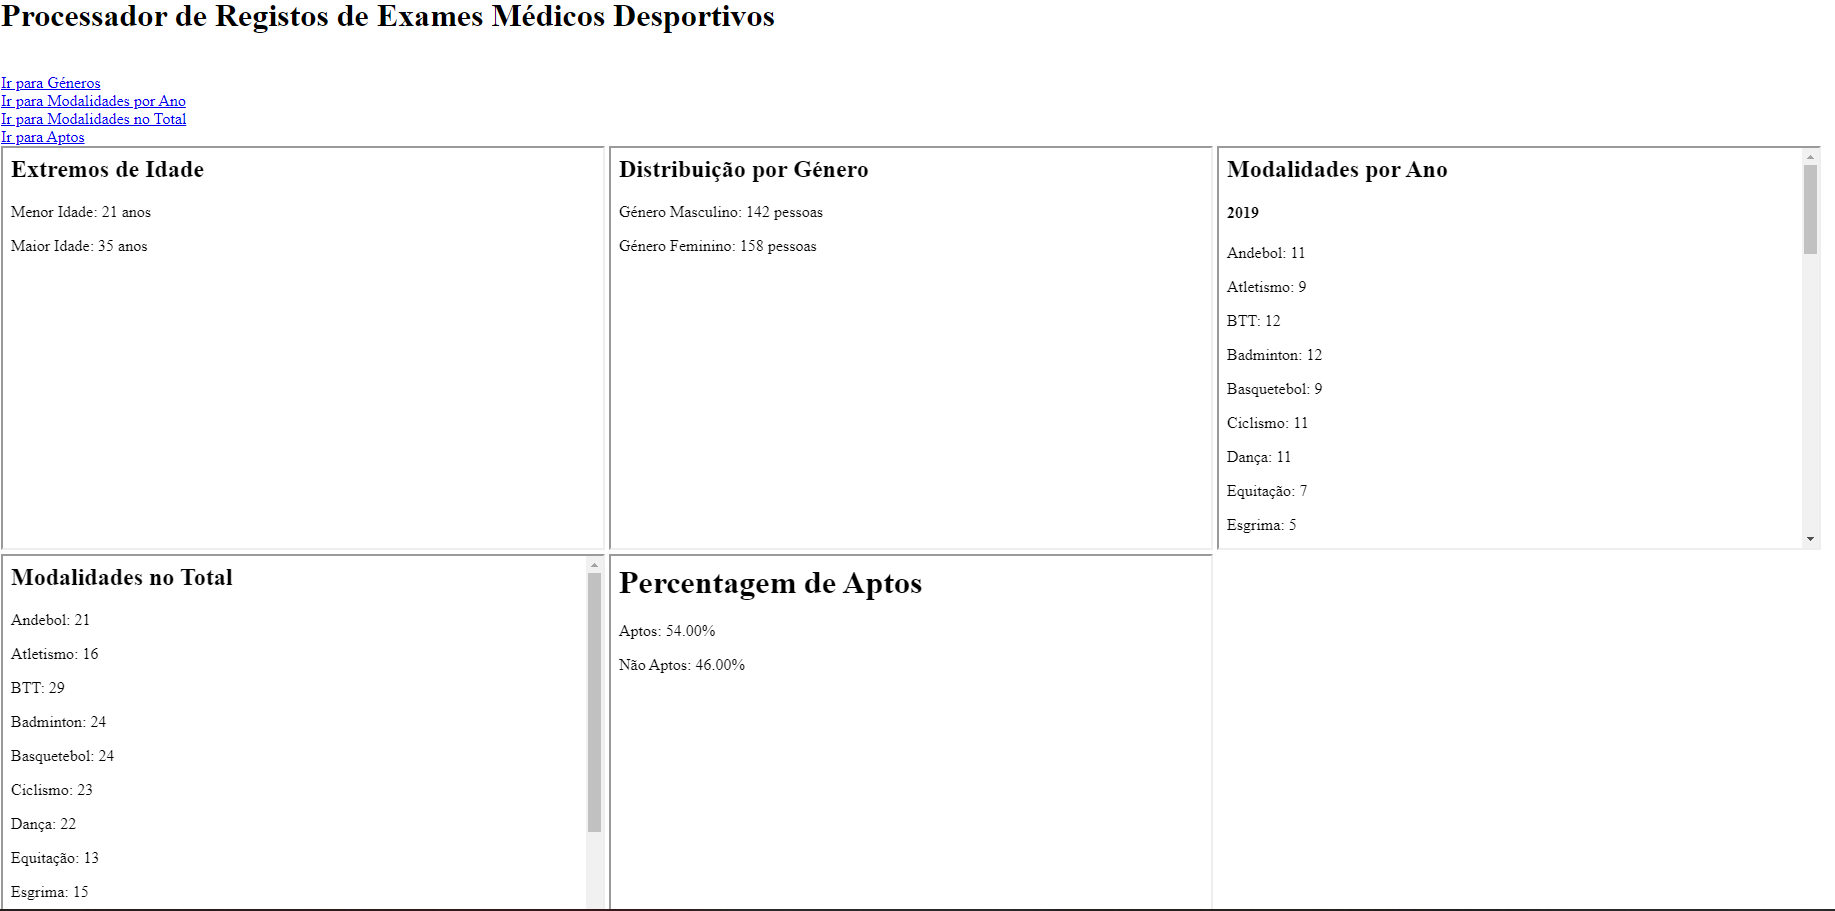 Processador de Registos de Exames Médicos Desportivos
Ir para Géneros
Ir para Modalidades por Ano
Ir para Modalidades no Total
Ir para Aptos
Extremos de Idade
Menor Idade: 21 anos
Maior Idade: 35 anos
Distribuição por Género
Género Masculino: 142 pessoas
Género Feminino: 158 pessoas
Modalidades por Ano
2019
Andebol: 11
Atletismo: 9
BTT: 12
Badminton: 12
Basquetebol: 9
Ciclismo: 11
Dança: 11
Equitação: 7
Esgrima: 5
Modalidades no Total
Andebol: 21
Atletismo: 16
BTT: 29
Badminton: 24
Basquetebol: 24
Ciclismo: 23
Dança: 22
Equitação: 13
Esgrima: 15
Percentagem de Aptos
Aptos: 54.00%
Não Aptos: 46.00%